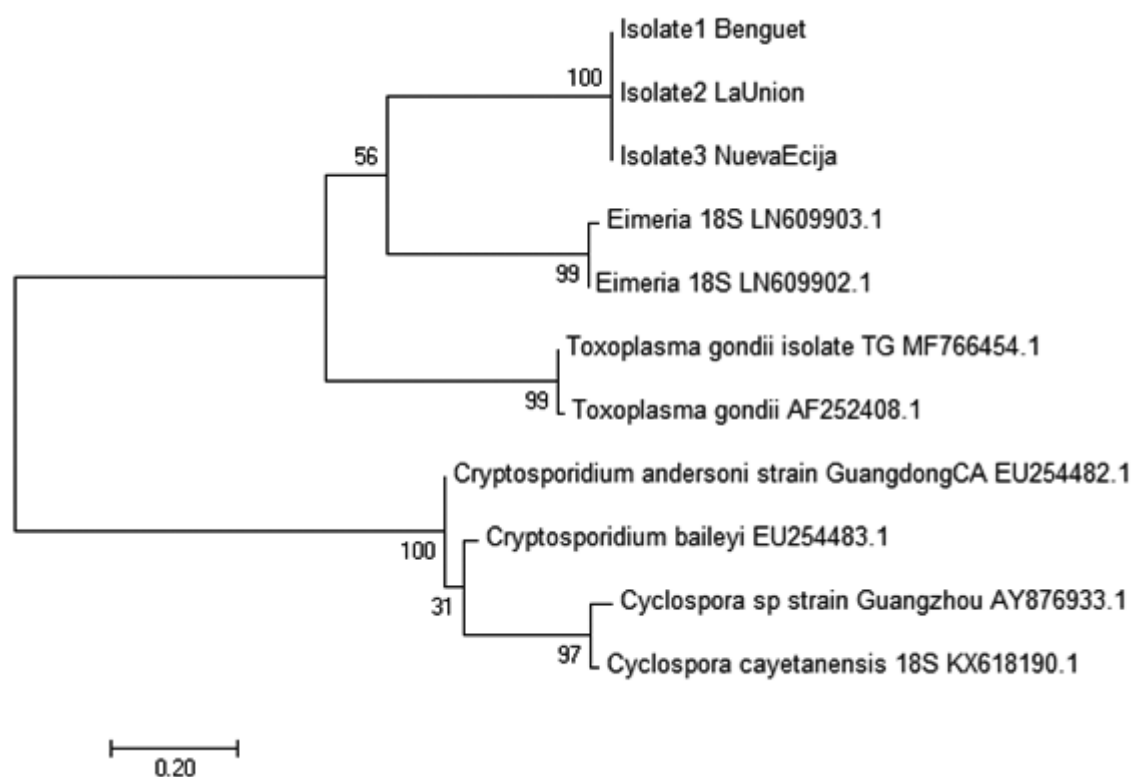 Isolate1 Benguet
100
Isolate2 LaUnion
Isolate3 NuevaEcija
56
Eimeria 18S LN609903.1
99
Eimeria 18S LN609902.1
Toxoplasma gondii isolate TG MF766454.1
99
Toxoplasma gondii AF252408.1
Cryptosporidium andersoni strain GuangdongCA EU254482.1
Cryptosporidium baileyi EU254483.1
100
Cyclospora sp strain Guangzhou AY876933.1
31
97
Cyclospora cayetanensis 18S KX618190.1
0.20